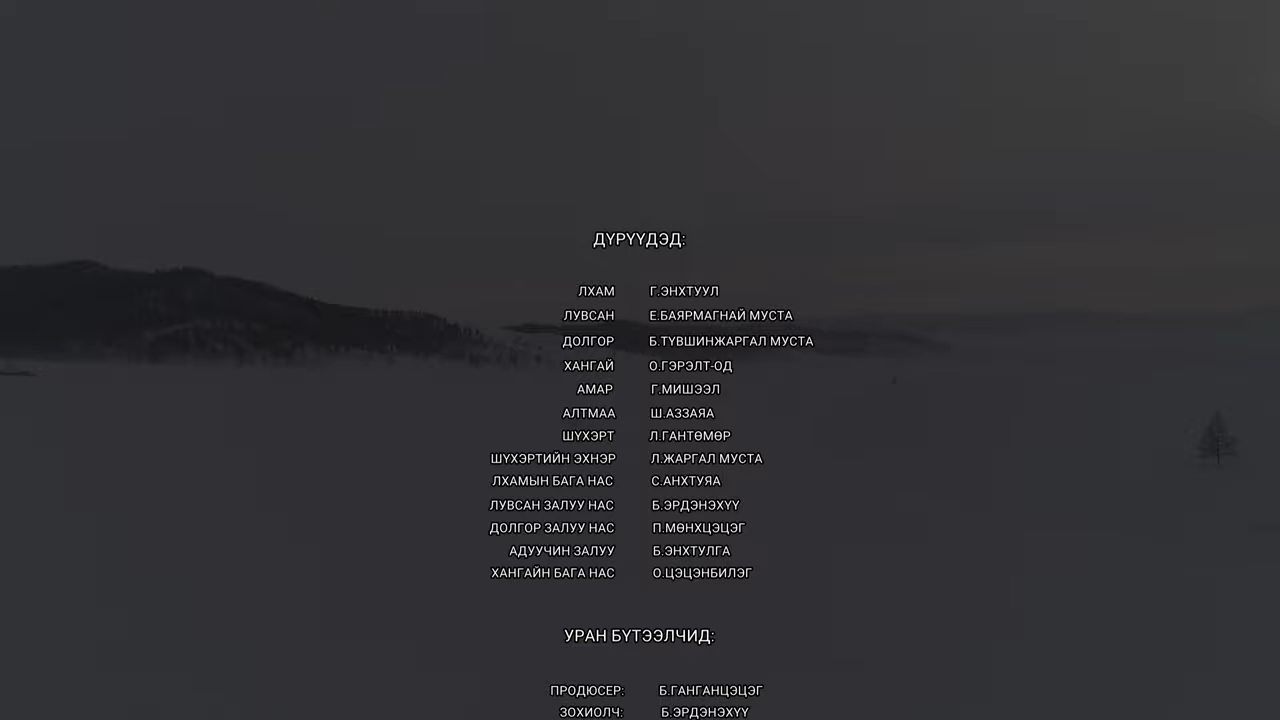 ДҮРҮҮДЭД:
ЛХАМ Г.ЭНХТУУЛ
ЛУВСАН Е.БАЯРМАГНАЙ МУСТА
ДОЛГОР Б.ТҮВШИНЖАРГАЛ МУСТА
ХАНГАЙ О.ГЭРЭЛТ-ОД
АМАР Г.МИШЭЭЛ
АЛТМАА Ш.АЗЗАЯА
ШҮХЭРТ Л.ГАНТӨМӨР
ШҮХЭРТИЙН ЭХНЭР Л.ЖАРГАЛ МУСТА
ЛХАМЫН БАГА НАС С.АНХТУЯА
ЛУВСАН ЗАЛУУ НАС Б.ЭРДЭНЭХҮҮ
ДОЛГОР ЗАЛУУ НАС П.МӨНХЦЭЦЭГ
АДУУЧИН ЗАЛУУ Б.ЭНХТУЛГА
ХАНГАЙН БАГА НАС О.ЦЭЦЭНБИЛЭГ
УРАН БҮТЭЭЛЧИД:
ПРОДЮСЕР: Б.ГАНГАНЦЭЦЭГ
ЗОХИОЛЧ: Б.ЭРДЭНЭХҮҮ